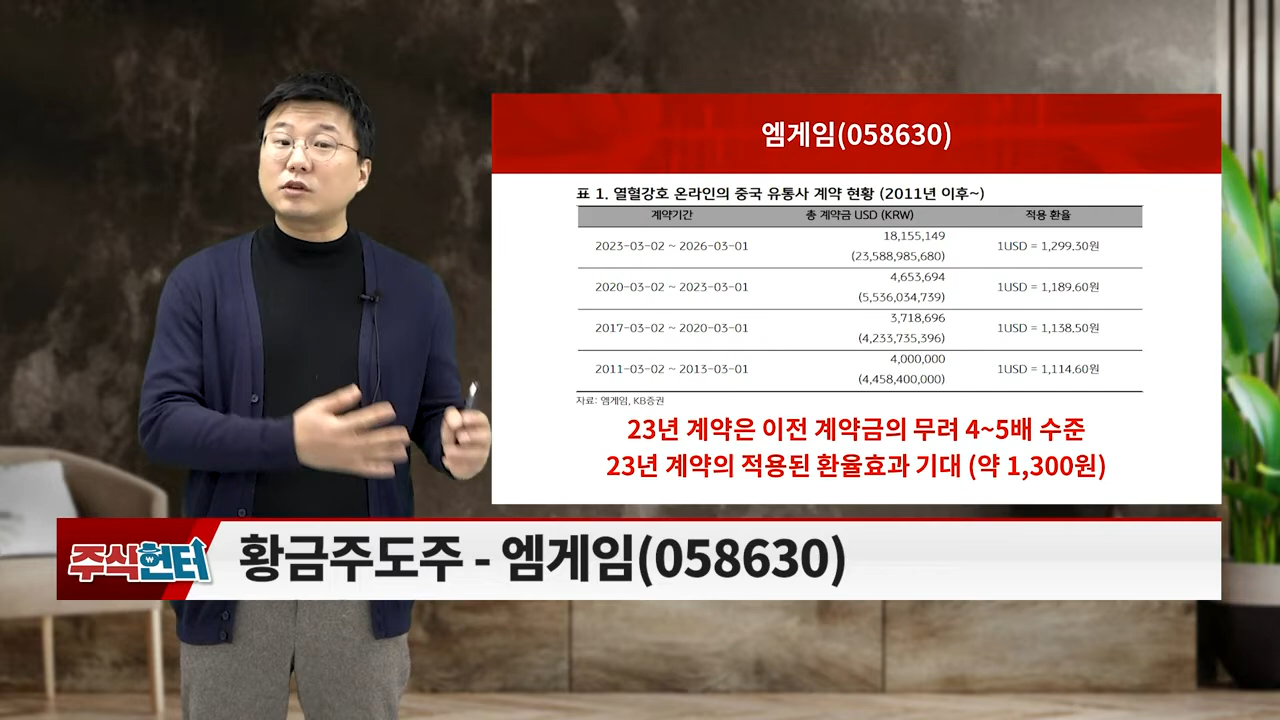 엠게임(058630)
표 1. 열혈강호 온라인의 중국 유통사 계약 현황 (2011년 이후~)
계약기간 총 계약금 USD (KRW) 적용 환율
2023-03-02 ~ 2026-03-01 18,155,149 (23,588,985,680) 1USD = 1,299.30원
2020-03-02 ~ 2023-03-01 4,653,694 (5,536,034,739) 1USD = 1,189.60원
2017-03-02 ~ 2020-03-01 3,718,696 (4,233,735,396) 1USD = 1,138.50원
2011-03-02 ~ 2013-03-01 4,000,000 (4,458,400,000) 1USD = 1,114.60원
자료: 엠게임, KB증권
23년 계약은 이전 계약금의 무려 4~5배 수준
23년 계약의 적용된 환율효과 기대 (약 1,300원)
주식헌터 황금주도주 - 엠게임(058630)